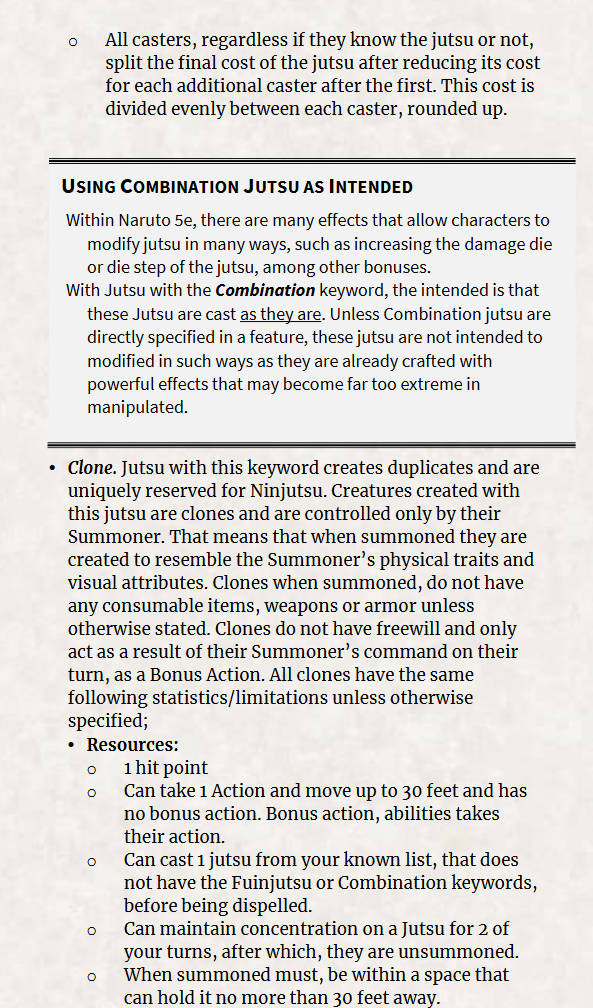 o All casters, regardless if they know the jutsu or not,
split the final cost of the jutsu after reducing its cost
for each additional caster after the first. This cost is
divided evenly between each caster, rounded up.
USING COMBINATION JUTSU AS INTENDED
Within Naruto 5e, there are many effects that allow characters to
modify jutsu in many ways, such as increasing the damage die
or die step of the jutsu, among other bonuses.
With Jutsu with the Combination keyword, the intended is that
these Jutsu are cast as they are. Unless Combination jutsu are
directly specified in a feature, these jutsu are not intended to
modified in such ways as they are already crafted with
powerful effects that may become far too extreme in
manipulated.
• Clone. Jutsu with this keyword creates duplicates and are
uniquely reserved for Ninjutsu. Creatures created with
this jutsu are clones and are controlled only by their
Summoner. That means that when summoned they are
created to resemble the Summoner's physical traits and
visual attributes. Clones when summoned, do not have
any consumable items, weapons or armor unless
otherwise stated. Clones do not have freewill and only
act as a result of their Summoner's command on their
turn, as a Bonus Action. All clones have the same
following statistics/limitations unless otherwise
specified;
• Resources:
o 1 hit point
o Can take 1 Action and move up to 30 feet and has
no bonus action. Bonus action, abilities takes
their action.
o Can cast 1 jutsu from your known list, that does
not have the Fuinjutsu or Combination keywords,
before being dispelled.
o Can maintain concentration on a Jutsu for 2 of
your turns, after which, they are unsummoned.
o When summoned must, be within a space that
can hold it no more than 30 feet away.